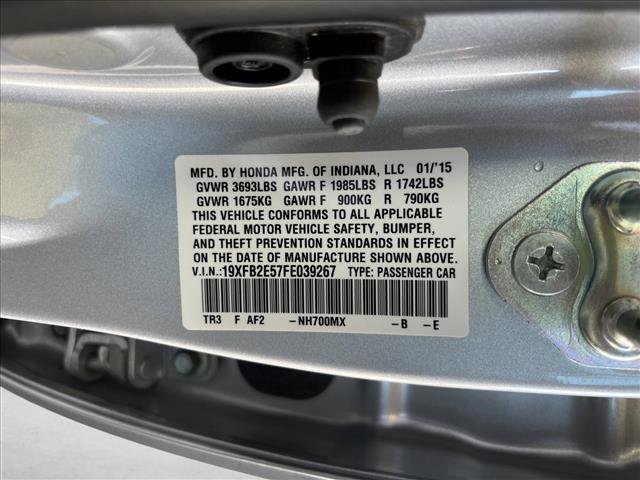 MFD. BY HONDA MFG. OF INDIANA, LLC 01/'15
GVWR 3693LBS GAWR F 1985LBS R 1742LBS
GVWR 1675KG GAWR F 900KG R 790KG
THIS VEHICLE CONFORMS TO ALL APPLICABLE
FEDERAL MOTOR VEHICLE SAFETY, BUMPER,
AND THEFT PREVENTION STANDARDS IN EFFECT
ON THE DATE OF MANUFACTURE SHOWN ABOVE.
V.I.N.:19XFB2E57FE039267 TYPE: PASSENGER CAR
TR3 F AF2 -NH700MX -B -E